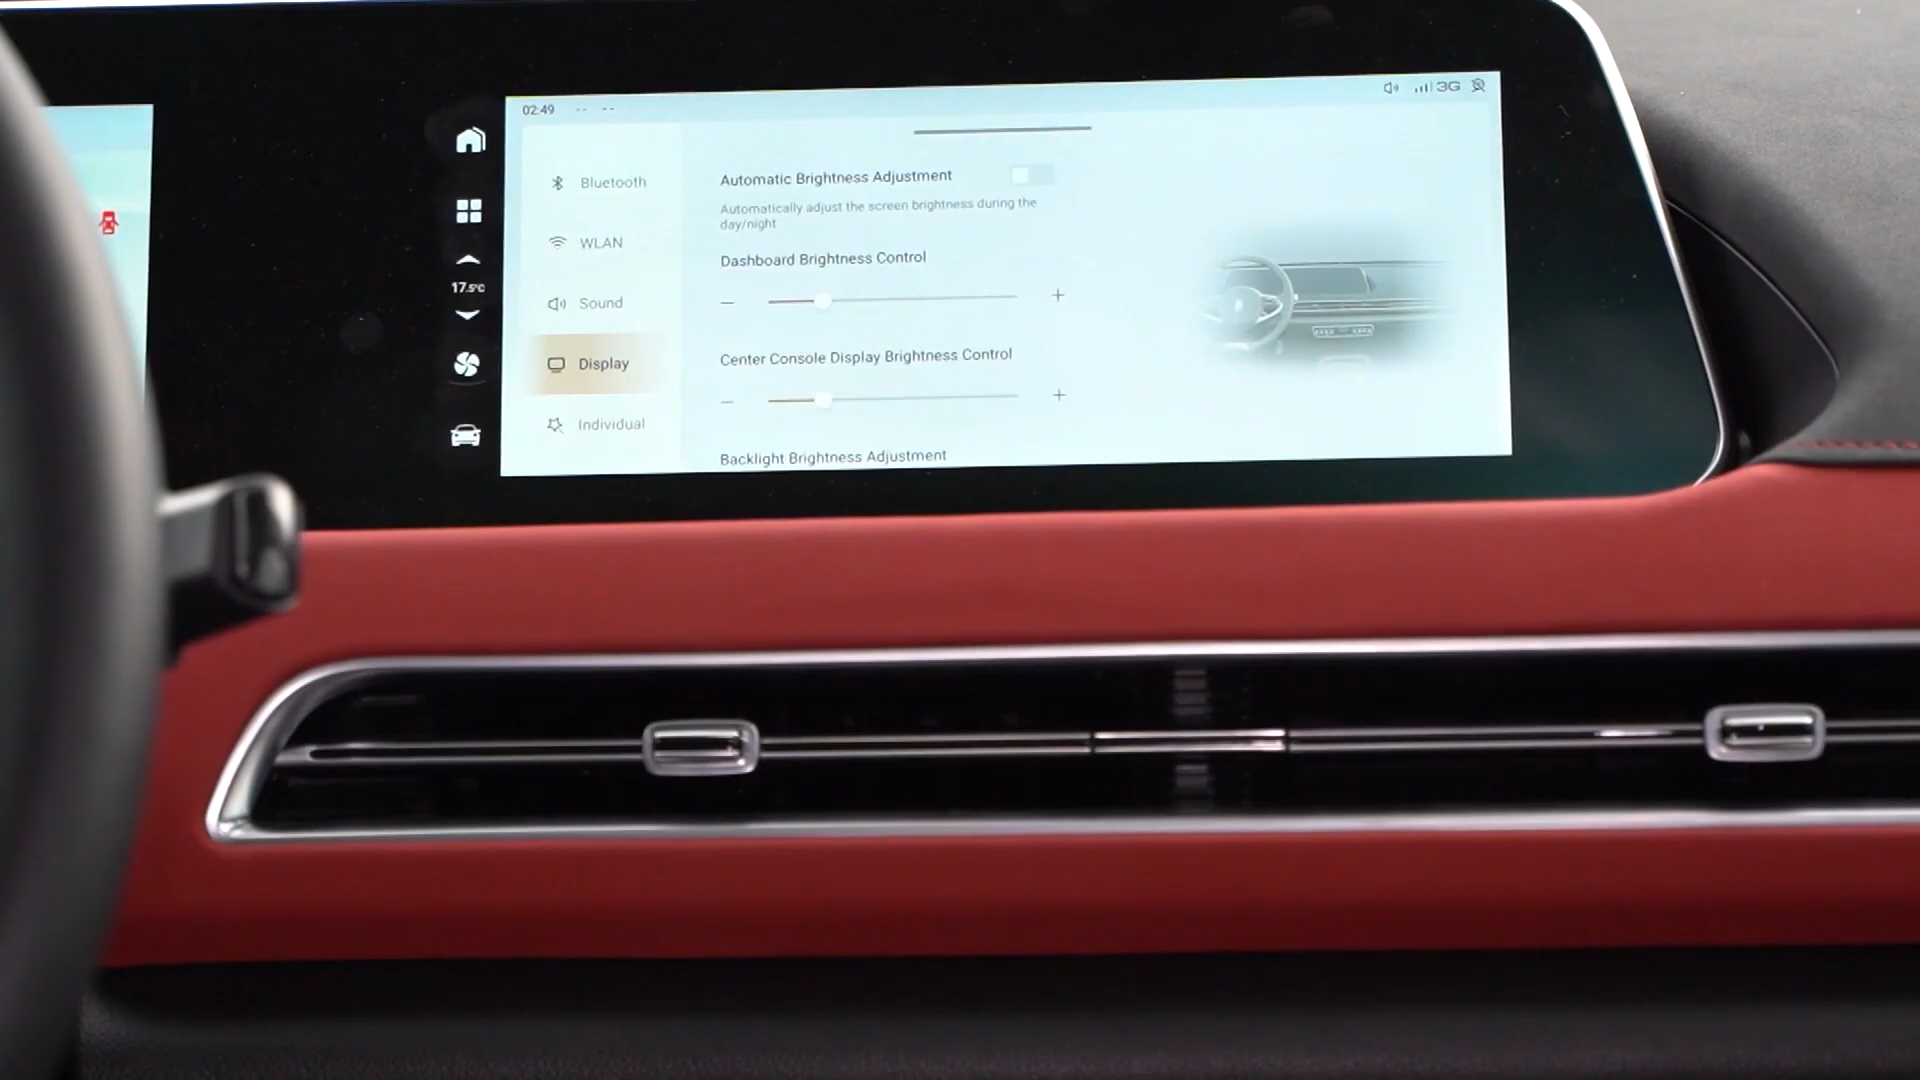 02:49 -- --
3G
17.5°C
Bluetooth
WLAN
Sound
Display
Individual
Automatic Brightness Adjustment
Automatically adjust the screen brightness during the
day/night
Dashboard Brightness Control
Center Console Display Brightness Control
Backlight Brightness Adjustment